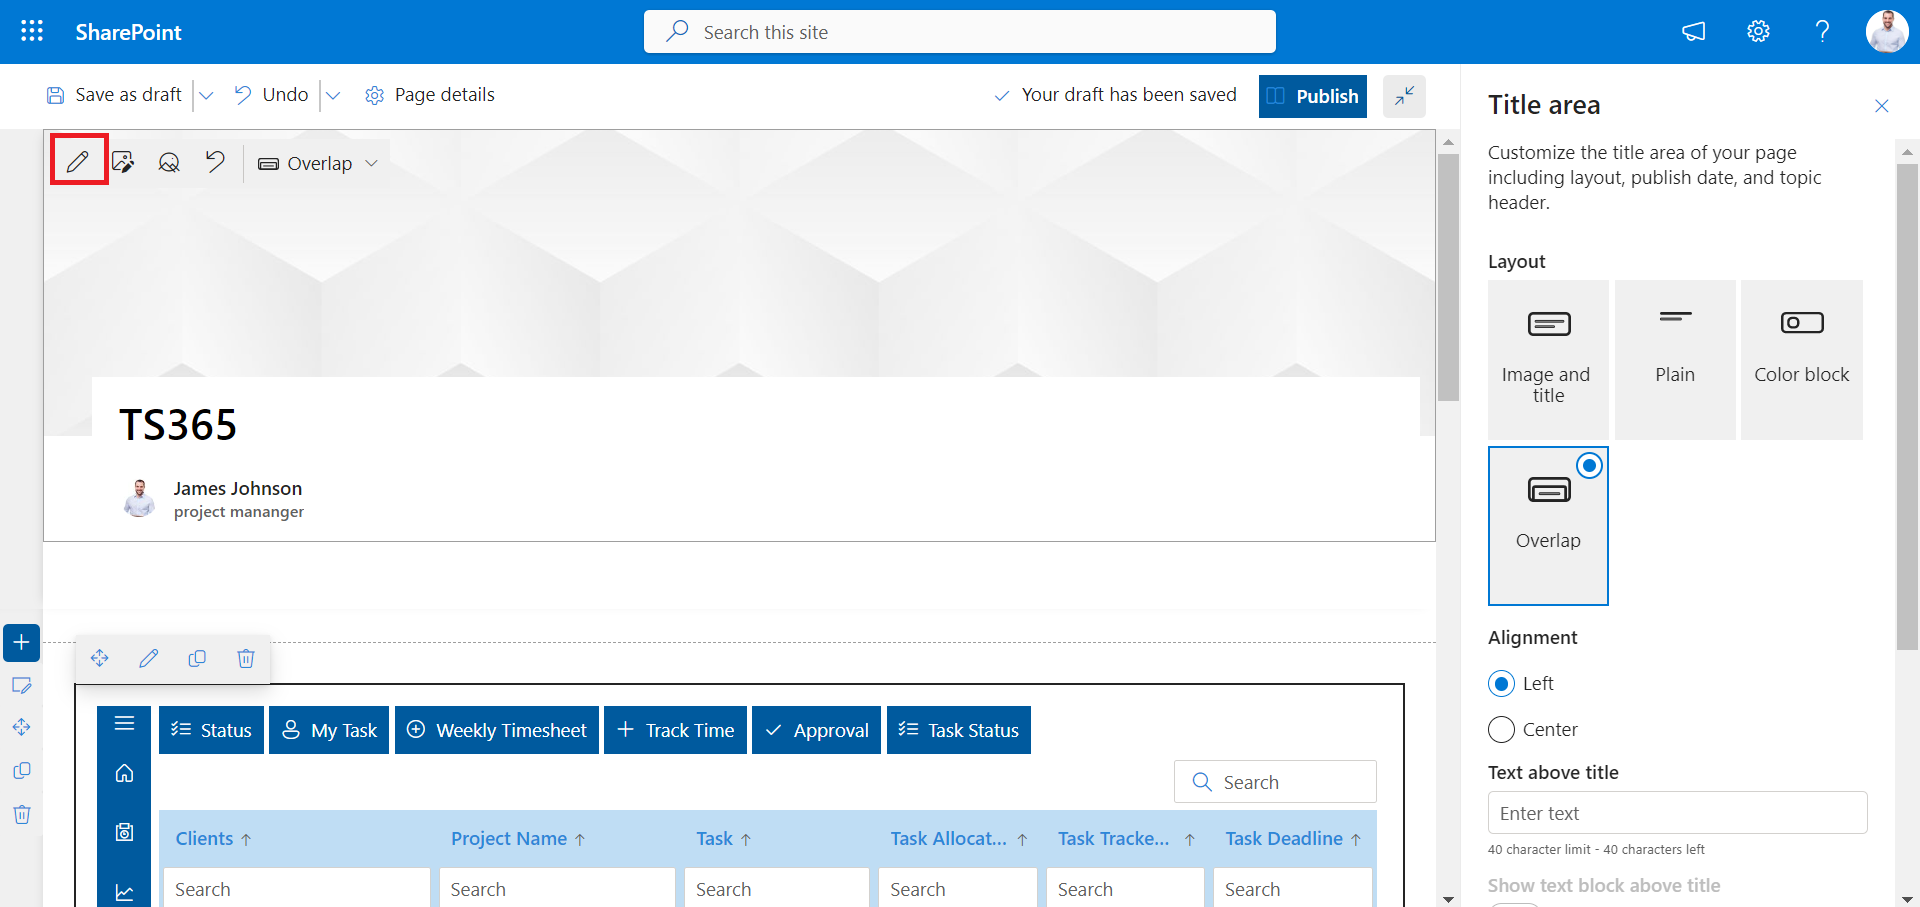 SharePoint
Search this site
Save as draft
Undo
Page details
Your draft has been saved
Publish
Overlap
TS365
James Johnson
project mananger
Status
My Task
Weekly Timesheet
Track Time
Approval
Task Status
Search
Clients
Project Name
Task
Task Allocat...
Task Tracke...
Task Deadline
Search
Search
Search
Search
Search
Search
Title area
Customize the title area of your page
including layout, publish date, and topic
header.
Layout
Image and
title
Plain
Color block
Overlap
Alignment
Left
Center
Text above title
Enter text
40 character limit - 40 characters left
Show text block above title